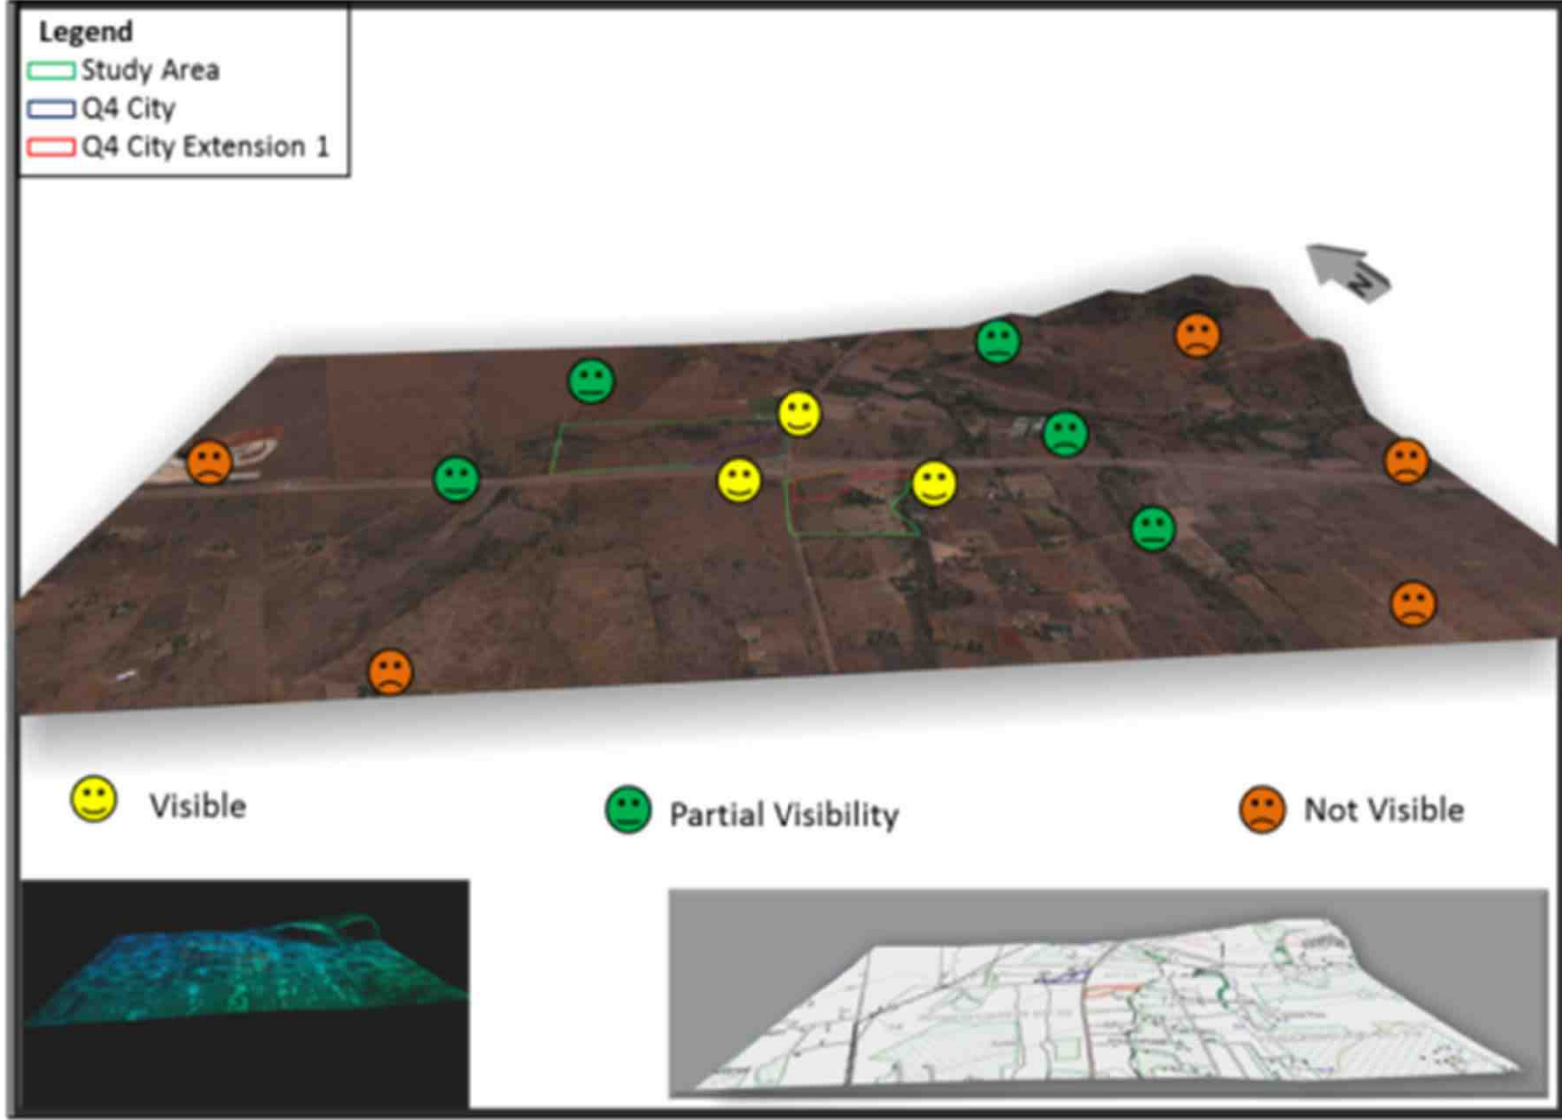 Legend
Study Area
Q4 City
Q4 City Extension 1
N
Visible
Partial Visibility
Not Visible